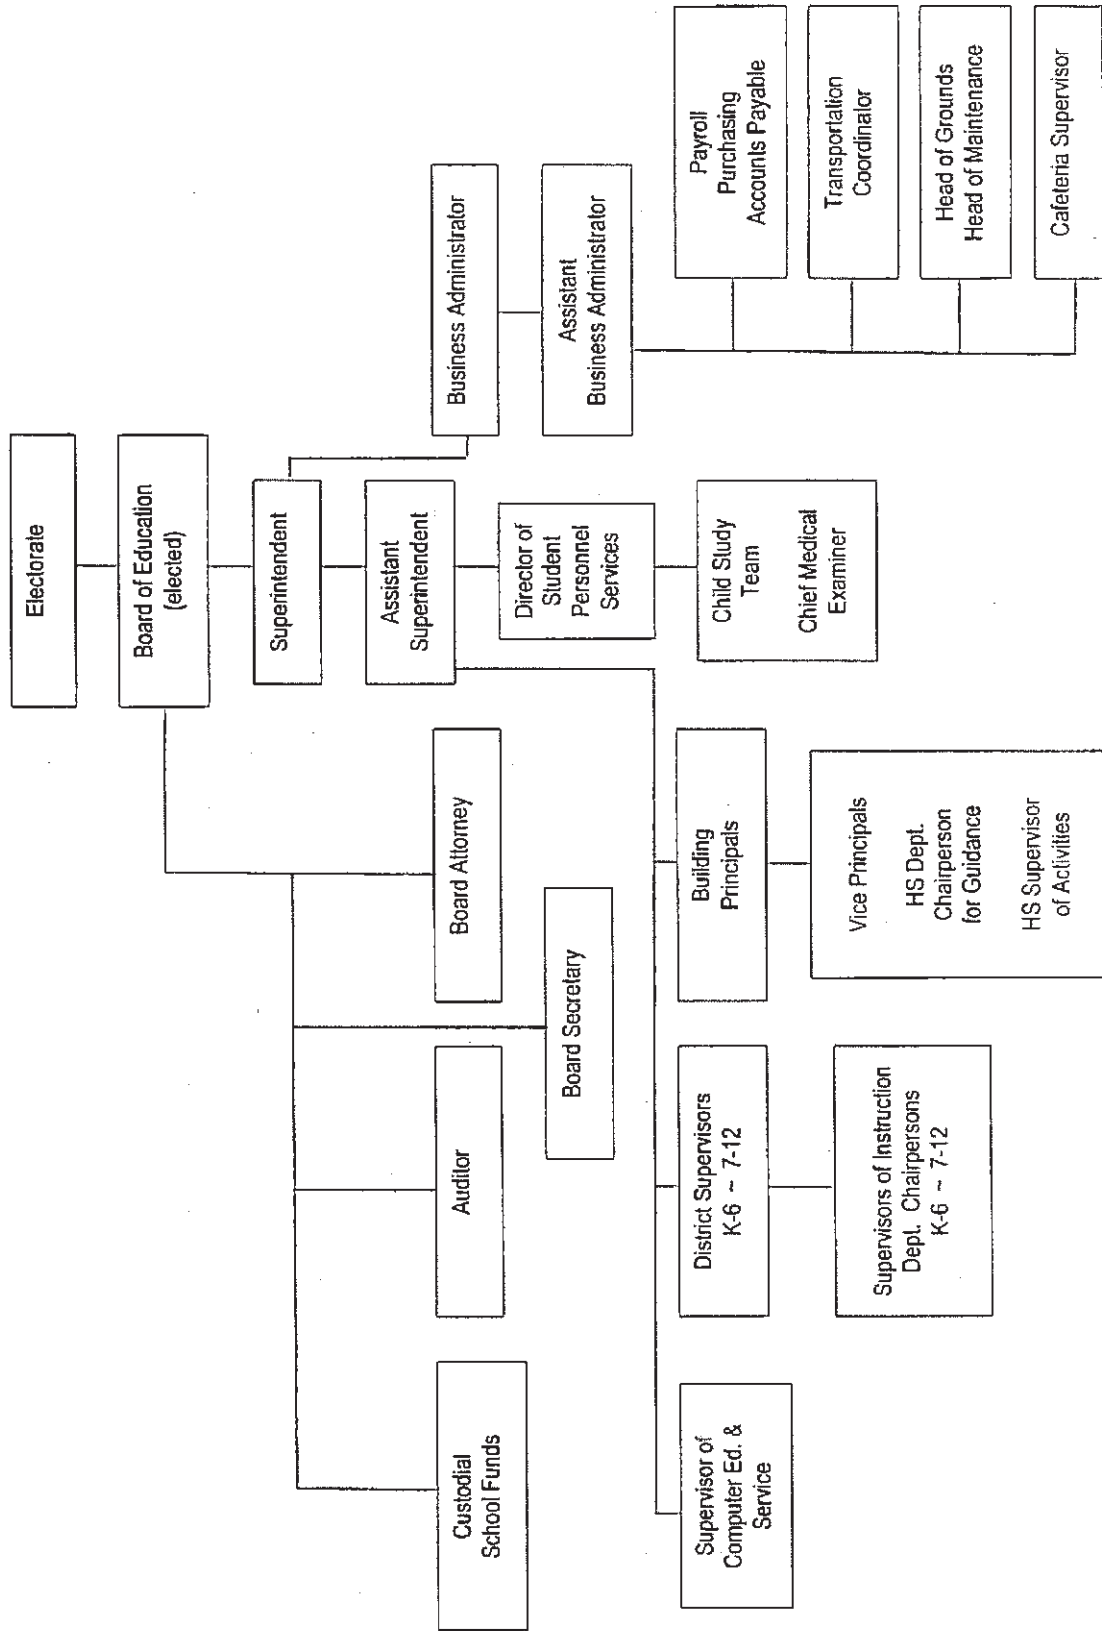 Electorate
Board of Education
(elected)
Superintendent
Assistant
Superintendent
Director of
Student
Personnel
Services
Child Study
Team
Chief Medical
Examiner
Business Administrator
Assistant
Business Administrator
Payroll
Purchasing
Accounts Payable
Transportation
Coordinator
Head of Grounds
Head of Maintenance
Cafeteria Supervisor
Custodial
School Funds
Auditor
Board Secretary
Board Attorney
Supervisor of
Computer Ed. &
Service
District Supervisors
K-6 ~ 7-12
Supervisors of Instruction
Dept. Chairpersons
K-6 ~ 7-12
Building
Principals
Vice Principals
HS Dept.
Chairperson
for Guidance
HS Supervisor
of Activities